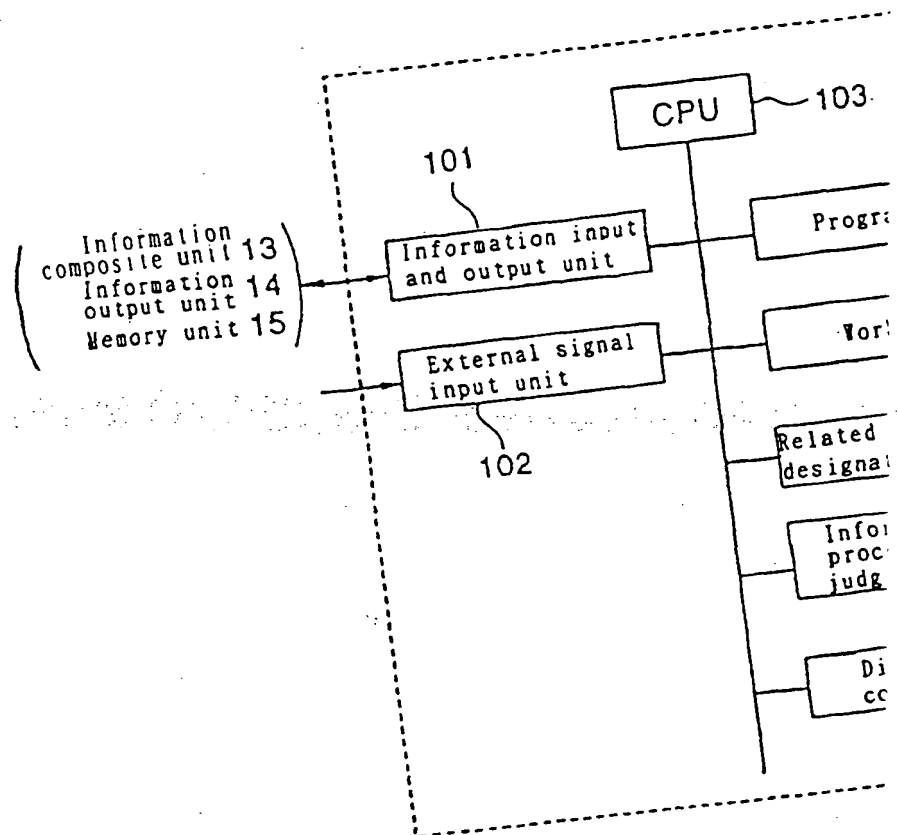 CPU
103
101
Information
composite unit 13
Information
output unit 14
Memory unit 15
Information input
and output unit
External signal
input unit
102
Related